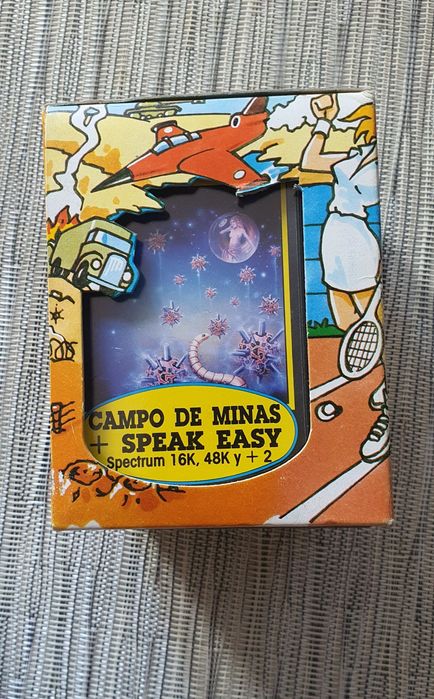 CAMPO DE MINAS
+ SPEAK EASY
Spectrum 16K, 48K y + 2